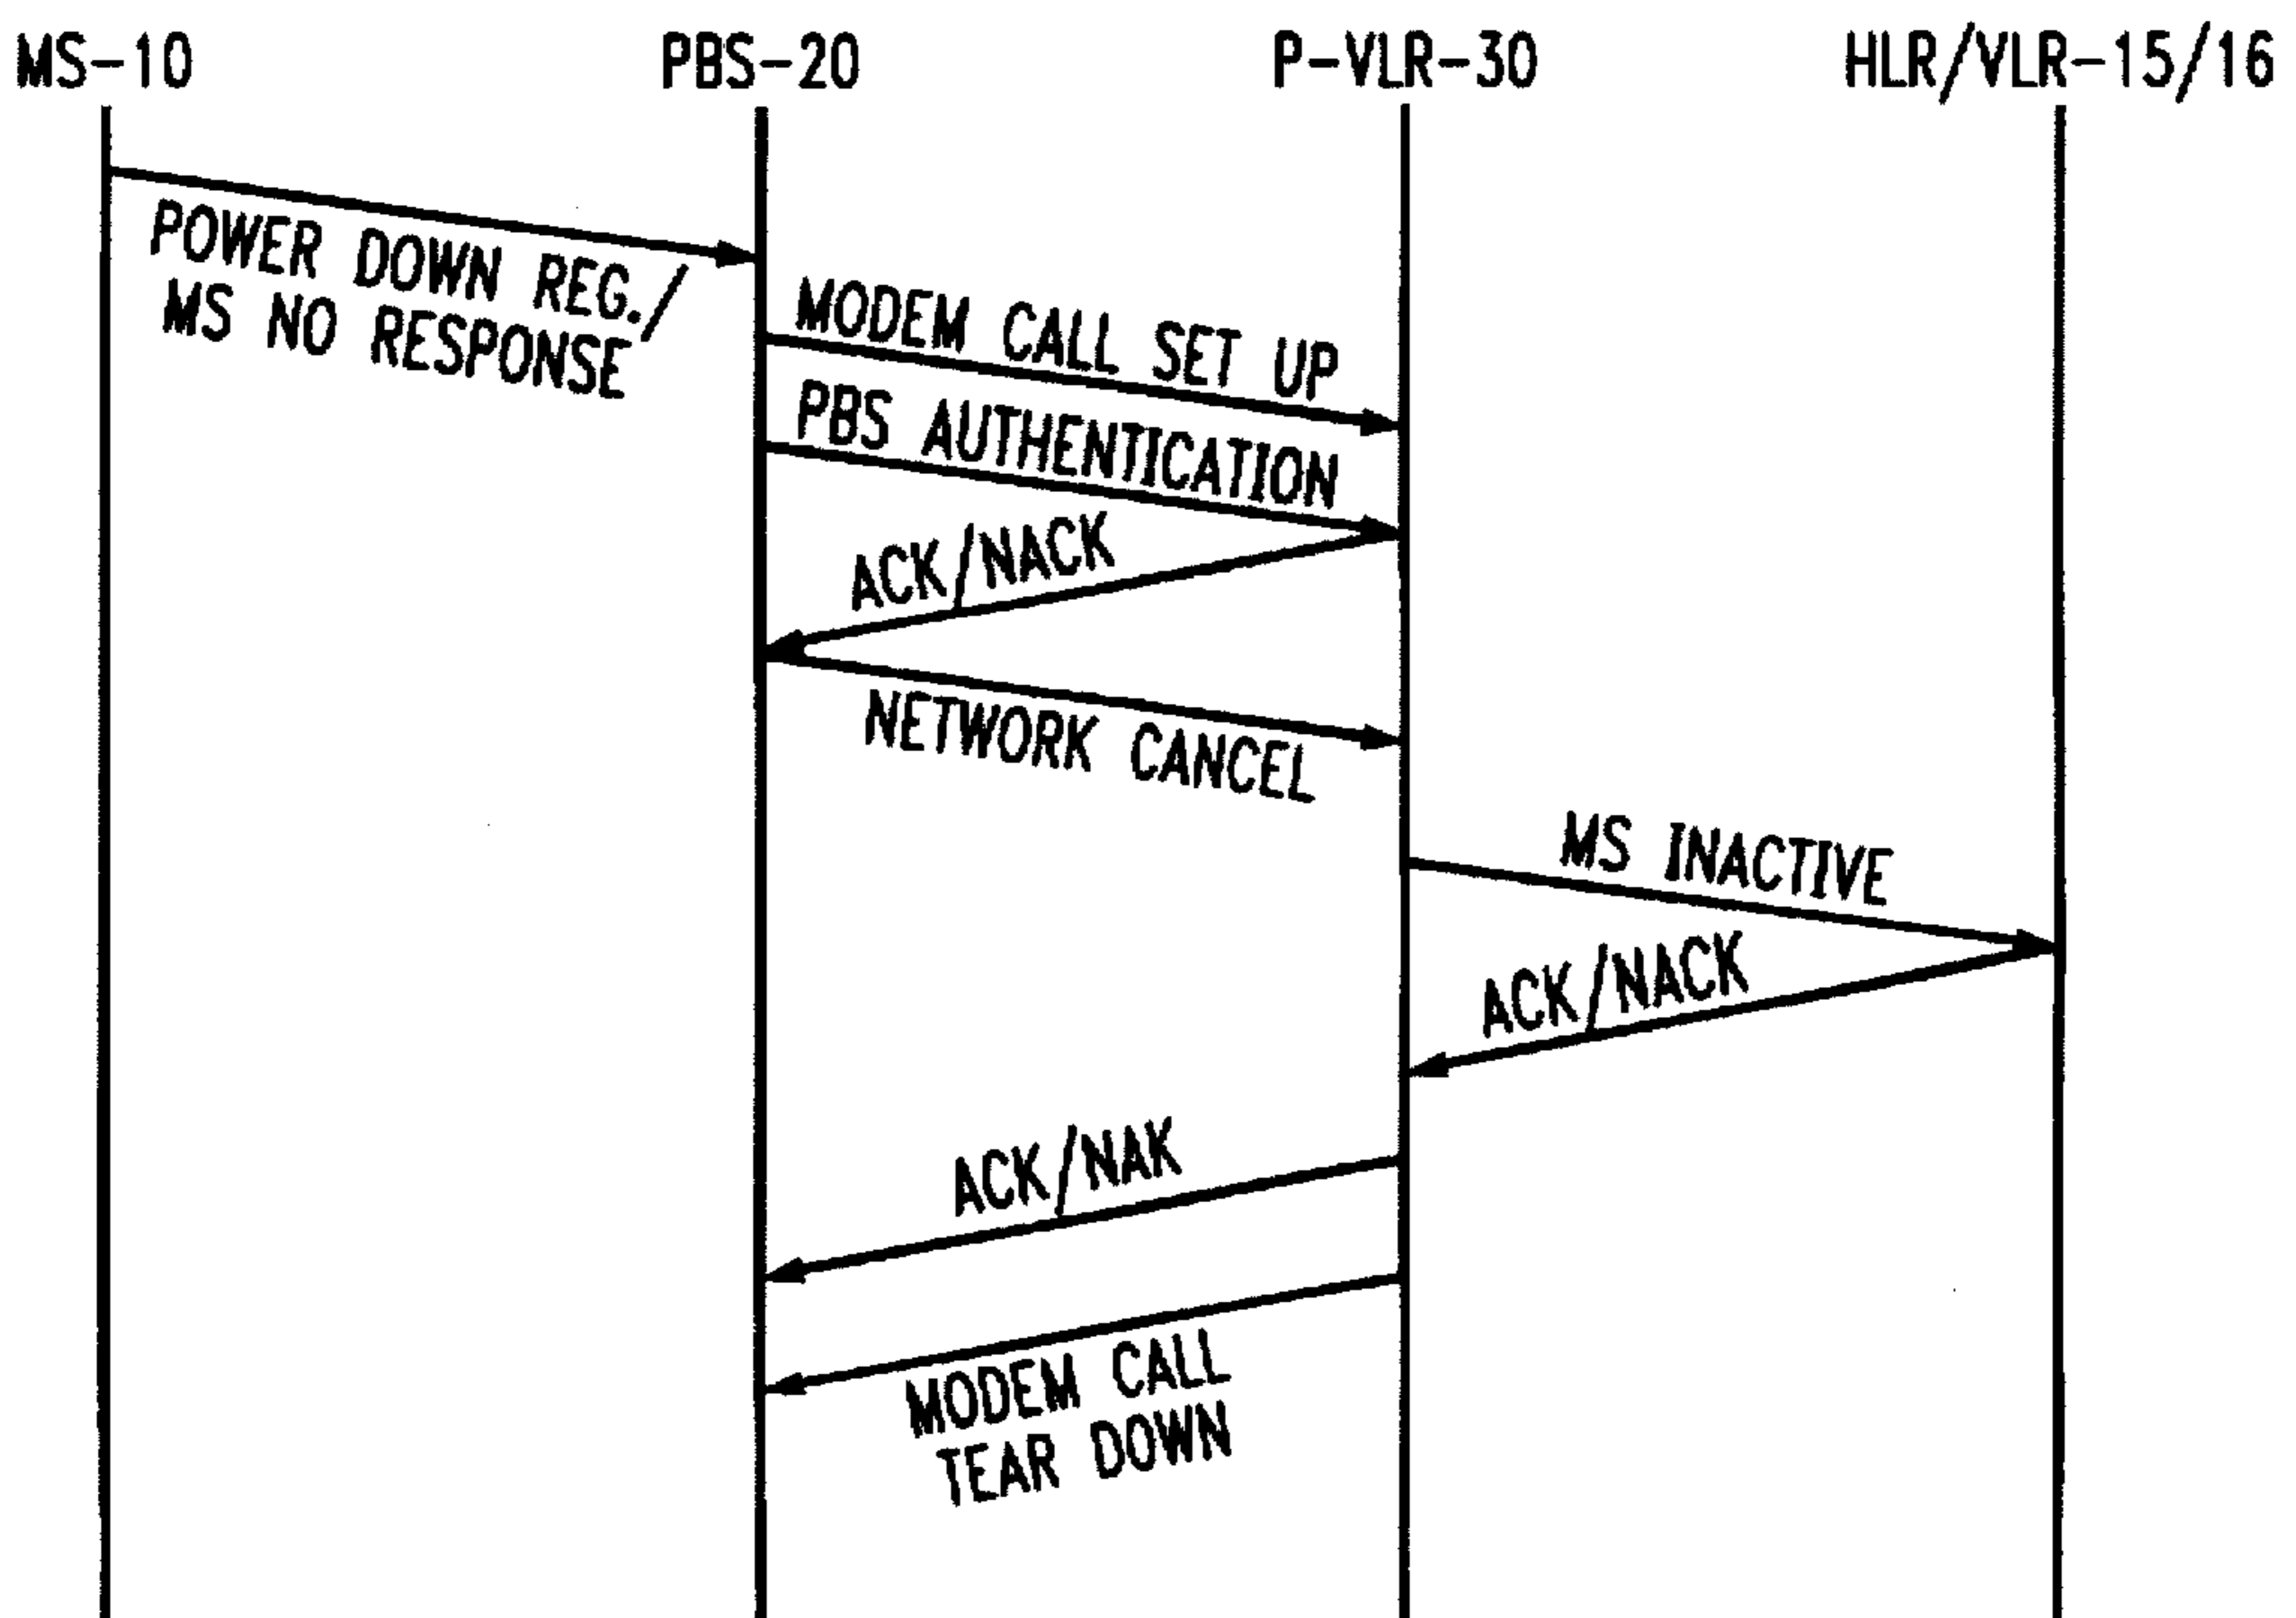 MS-10
PBS-20
P-VLR-30
HLR/VLR-15/16
POWER DOWN REG./
MS NO RESPONSE
MODEM CALL SET UP
PBS AUTHENTICATION
ACK/NACK
NETWORK CANCEL
MS INACTIVE
ACK/NACK
ACK/NAK
MODEM CALL
TEAR DOWN